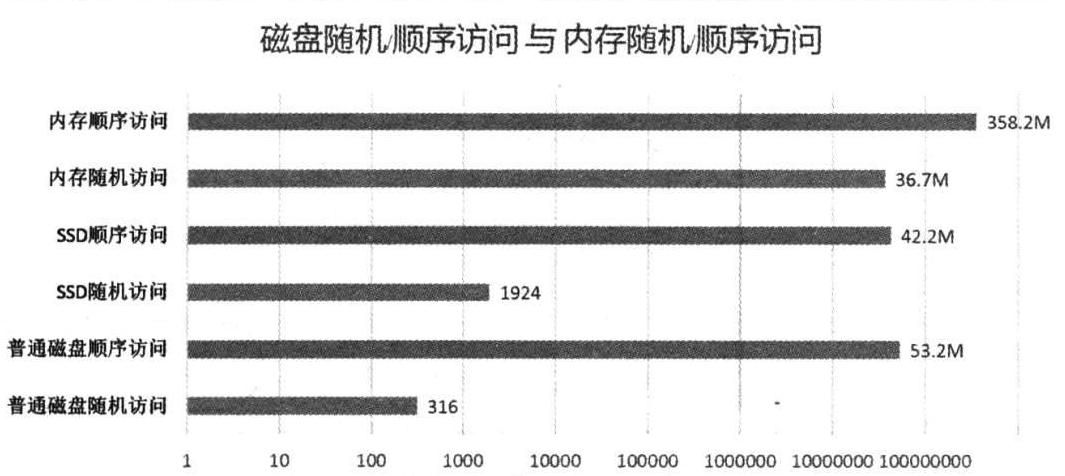 磁盘随机/顺序访问 与 内存随机/顺序访问
内存顺序访问 358.2M
内存随机访问 36.7M
SSD顺序访问 42.2M
SSD随机访问 1924
普通磁盘顺序访问 53.2M
普通磁盘随机访问 316
1 10 100 1000 10000 100000 1000000 10000000 100000000